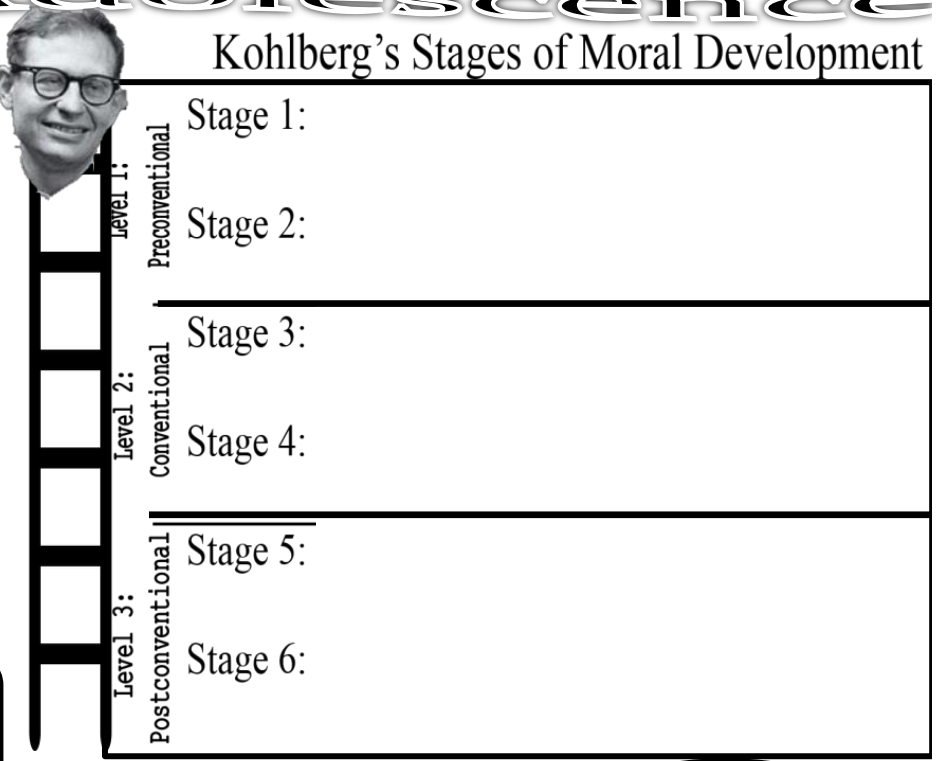 Adolescence
Kohlberg's Stages of Moral Development
Level 1:
Preconventional
Stage 1:
Stage 2:
Level 2:
Conventional
Stage 3:
Stage 4:
Level 3:
Postconventional
Stage 5:
Stage 6: